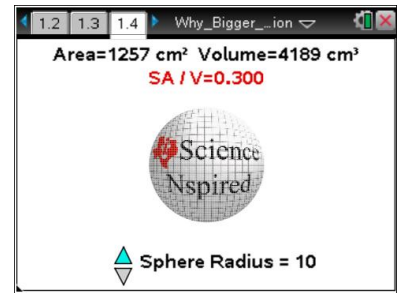 1.2 1.3 1.4 Why_Bigger_...ion
Area=1257 cm² Volume=4189 cm³
SA / V=0.300
Science
Nspired
Sphere Radius = 10